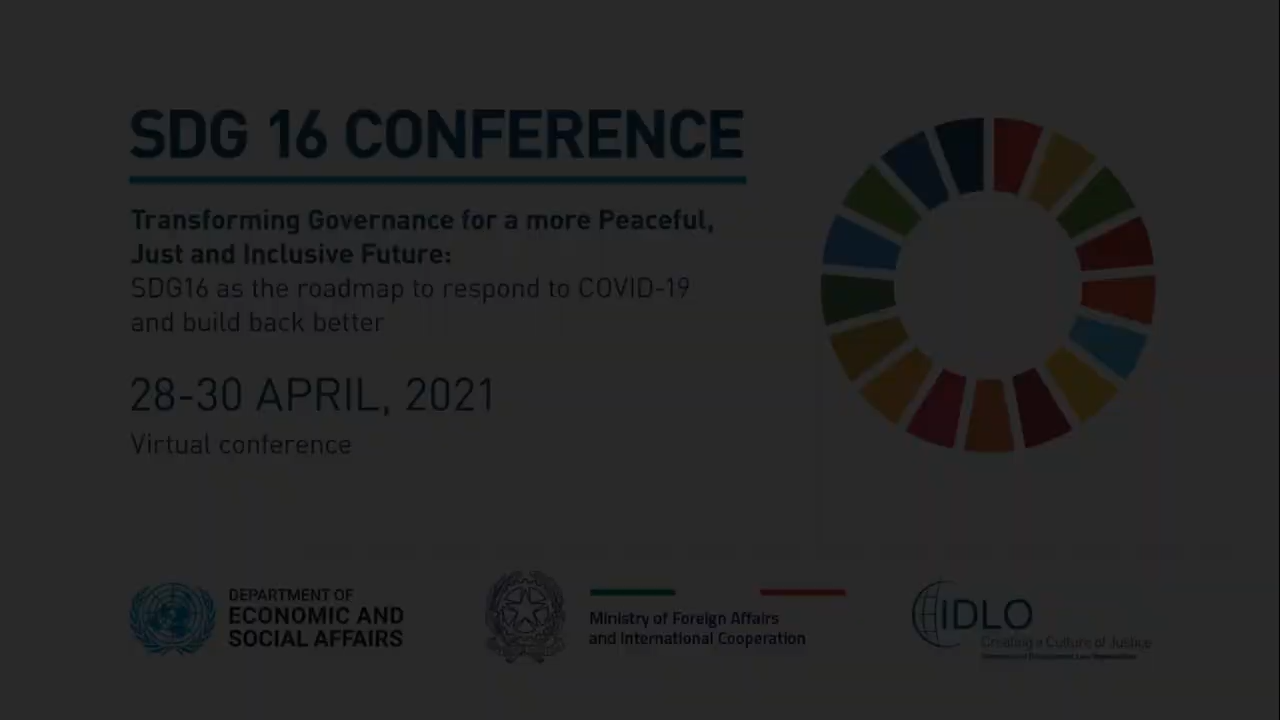 SDG 16 CONFERENCE
Transforming Governance for a more Peaceful,
Just and Inclusive Future:
SDG16 as the roadmap to respond to COVID-19
and build back better
28-30 APRIL, 2021
Virtual conference
DEPARTMENT OF
ECONOMIC AND
SOCIAL AFFAIRS
Ministry of Foreign Affairs
and International Cooperation
IDLO
Creating a Culture of Justice